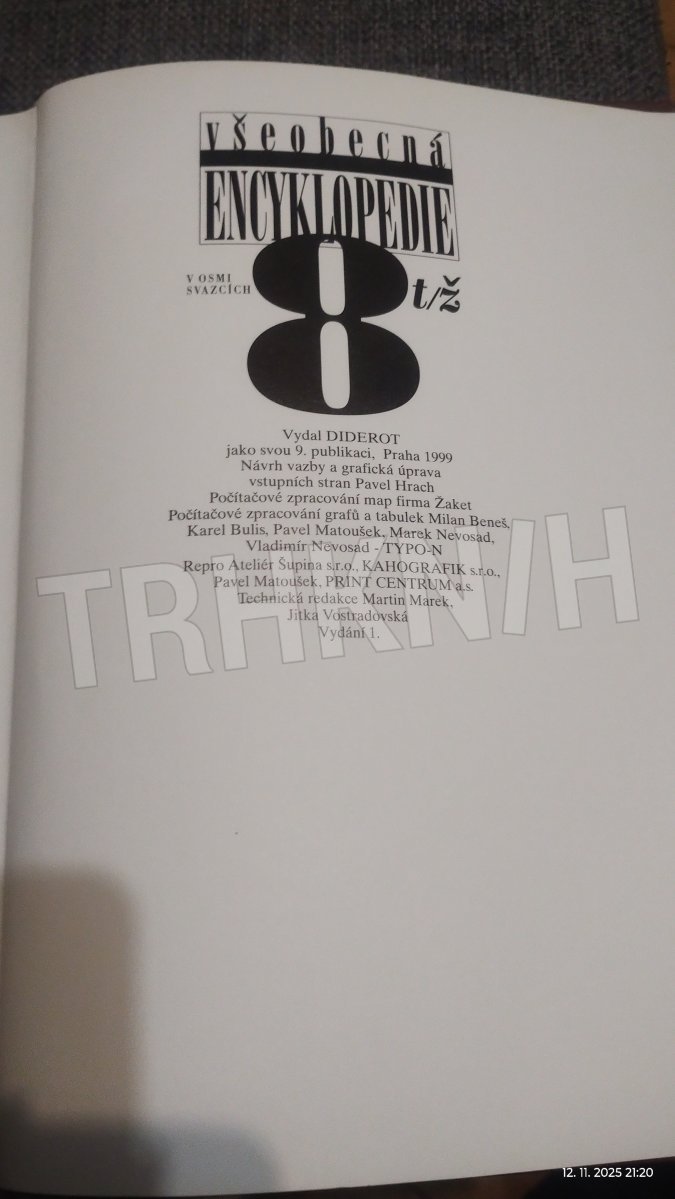 všeobecná
ENCYKLOPEDIE
V OSMI
SVAZCÍCH
8
t/ž
Vydal DIDEROT
jako svou 9. publikaci, Praha 1999
Návrh vazby a grafická úprava
vstupních stran Pavel Hrach
Počítačové zpracování map firma Žaket
Počítačové zpracování grafů a tabulek Milan Beneš,
Karel Bulis, Pavel Matoušek, Marek Nevosad,
Vladimír Nevosad - TYPO-N
Repro Ateliér Šupina s.r.o., KAHOGRAFIK s.r.o.,
Pavel Matoušek, PRINT CENTRUM a.s.
Technická redakce Martin Marek,
Jitka Vostradovská
Vydání 1.
TRHKNIH
12. 11. 2025 21:20